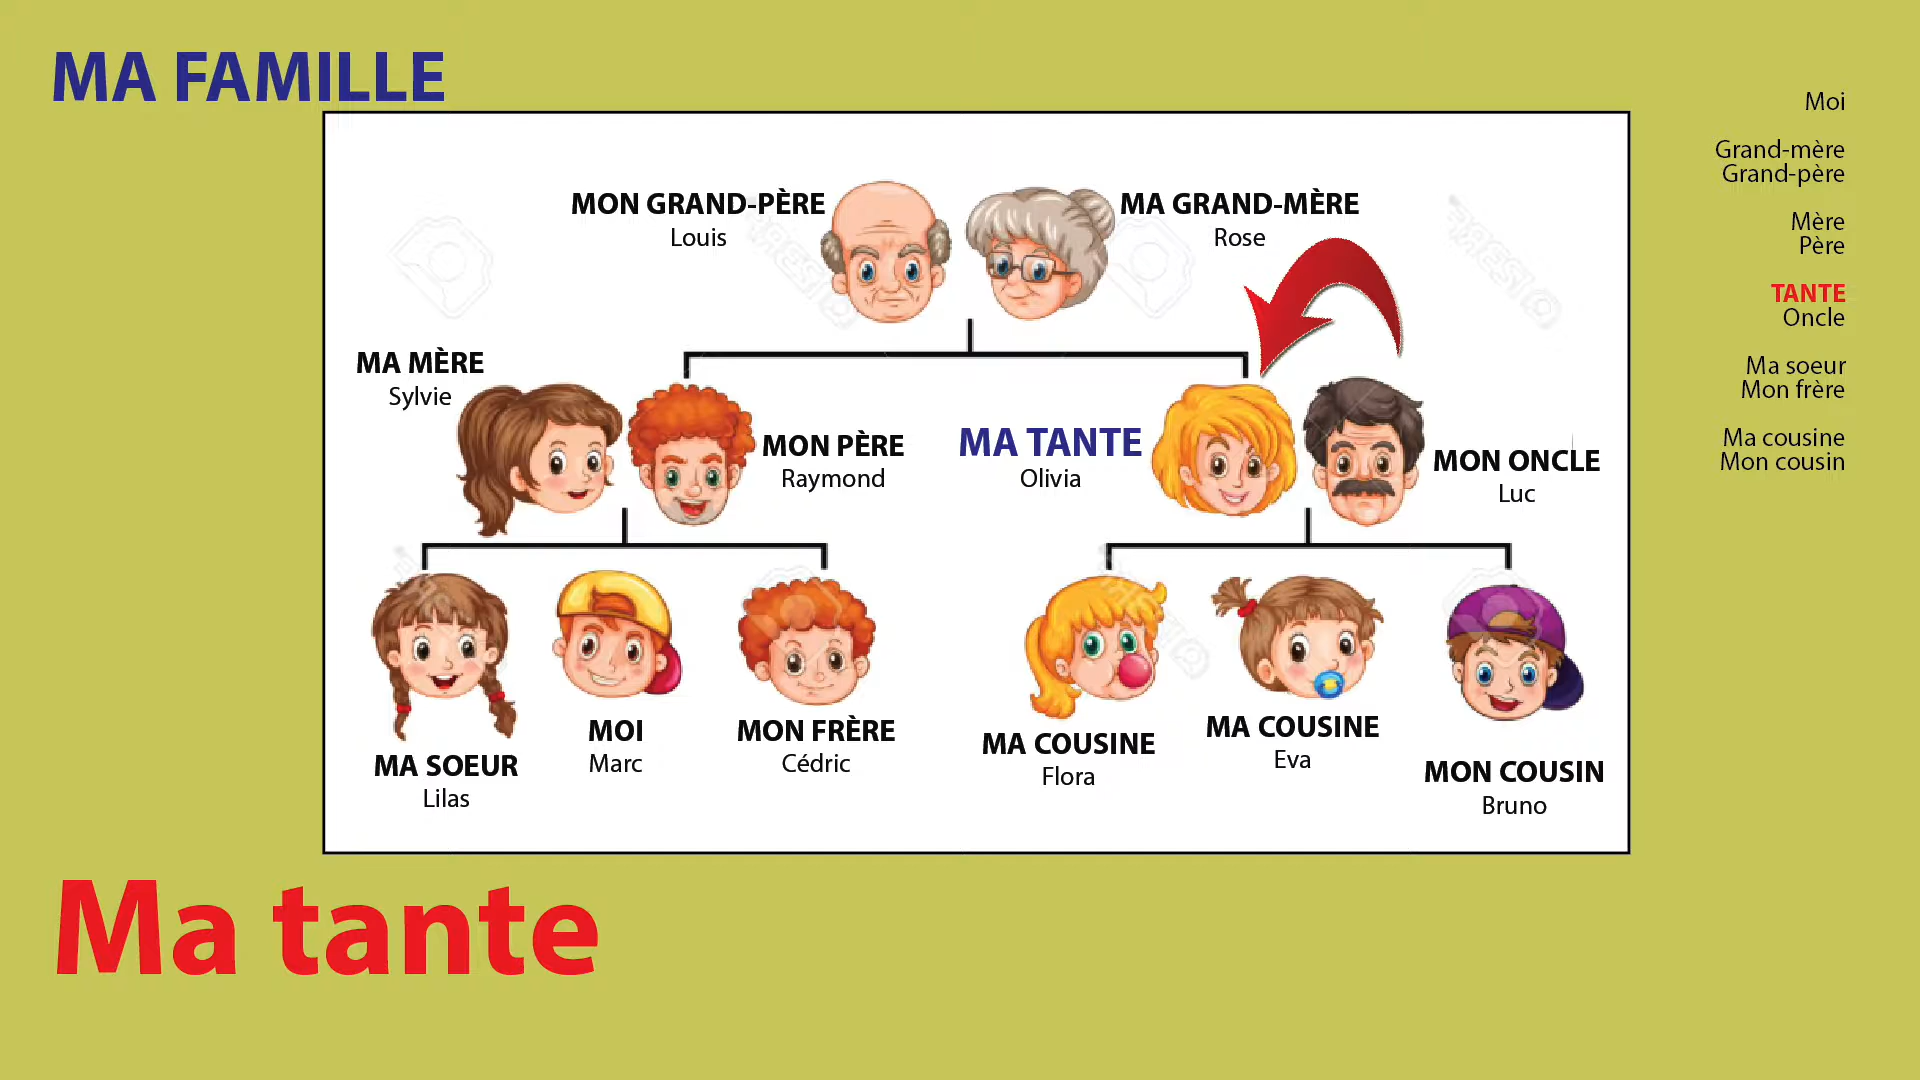 MA FAMILLE
MON GRAND-PÈRE
Louis
MA GRAND-MÈRE
Rose
MA MÈRE
Sylvie
MON PÈRE
Raymond
MA TANTE
Olivia
MON ONCLE
Luc
MA SOEUR
Lilas
MOI
Marc
MON FRÈRE
Cédric
MA COUSINE
Flora
MA COUSINE
Eva
MON COUSIN
Bruno
Moi
Grand-mère
Grand-père
Mère
Père
TANTE
Oncle
Ma soeur
Mon frère
Ma cousine
Mon cousin
Ma tante